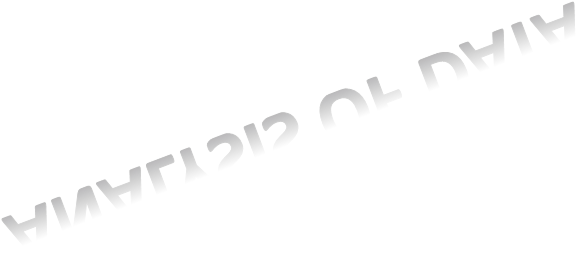 ANALYSIS OF DATA